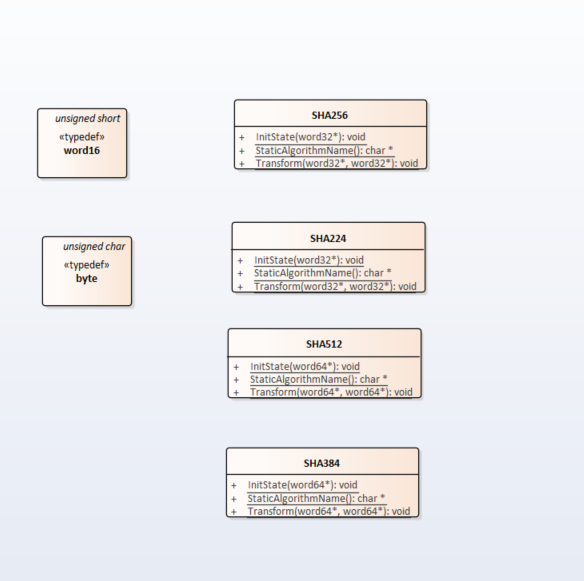 unsigned short
«typedef»
word16
SHA256
+ InitState(word32*): void
+ StaticAlgorithmName(): char *
+ Transform(word32*, word32*): void
unsigned char
«typedef»
byte
SHA224
+ InitState(word32*): void
+ StaticAlgorithmName(): char *
+ Transform(word32*, word32*): void
SHA512
+ InitState(word64*): void
+ StaticAlgorithmName(): char *
+ Transform(word64*, word64*): void
SHA384
+ InitState(word64*): void
+ StaticAlgorithmName(): char *
+ Transform(word64*, word64*): void